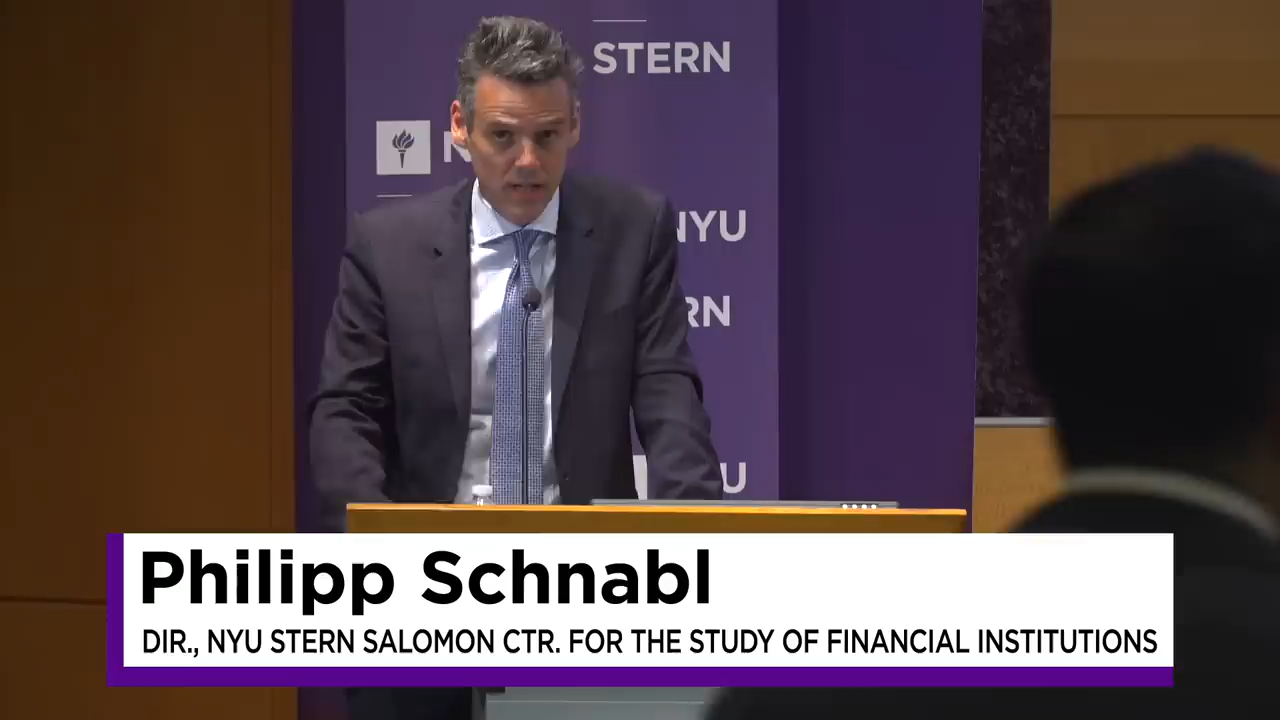 STERN
N
NYU
RN
U
Philipp Schnabl
DIR., NYU STERN SALOMON CTR. FOR THE STUDY OF FINANCIAL INSTITUTIONS